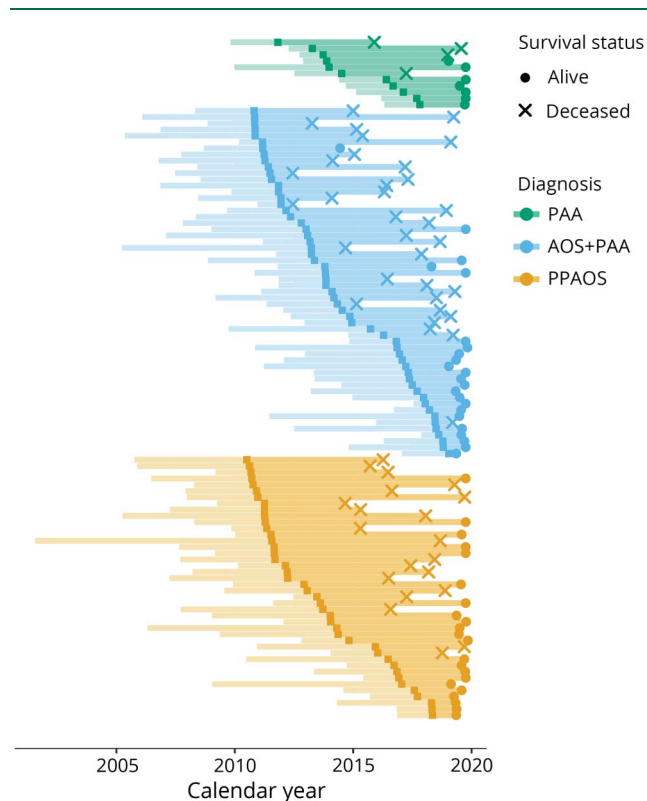 Survival status
Alive
Deceased
Diagnosis
PAA
AOS+PAA
PPAOS
2005 2010 2015 2020
Calendar year